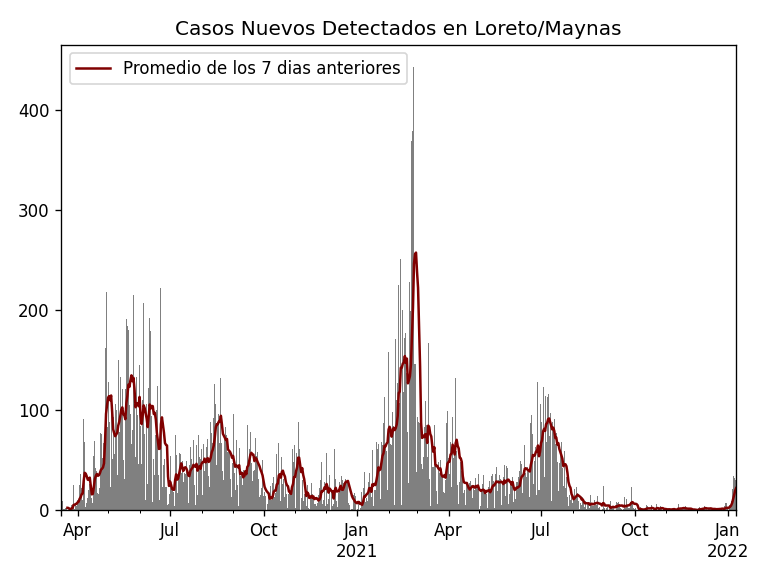 Casos Nuevos Detectados en Loreto/Maynas
Promedio de los 7 dias anteriores
400
300
200
100
0
Apr Jul Oct Jan Apr Jul Oct Jan
2021 2022